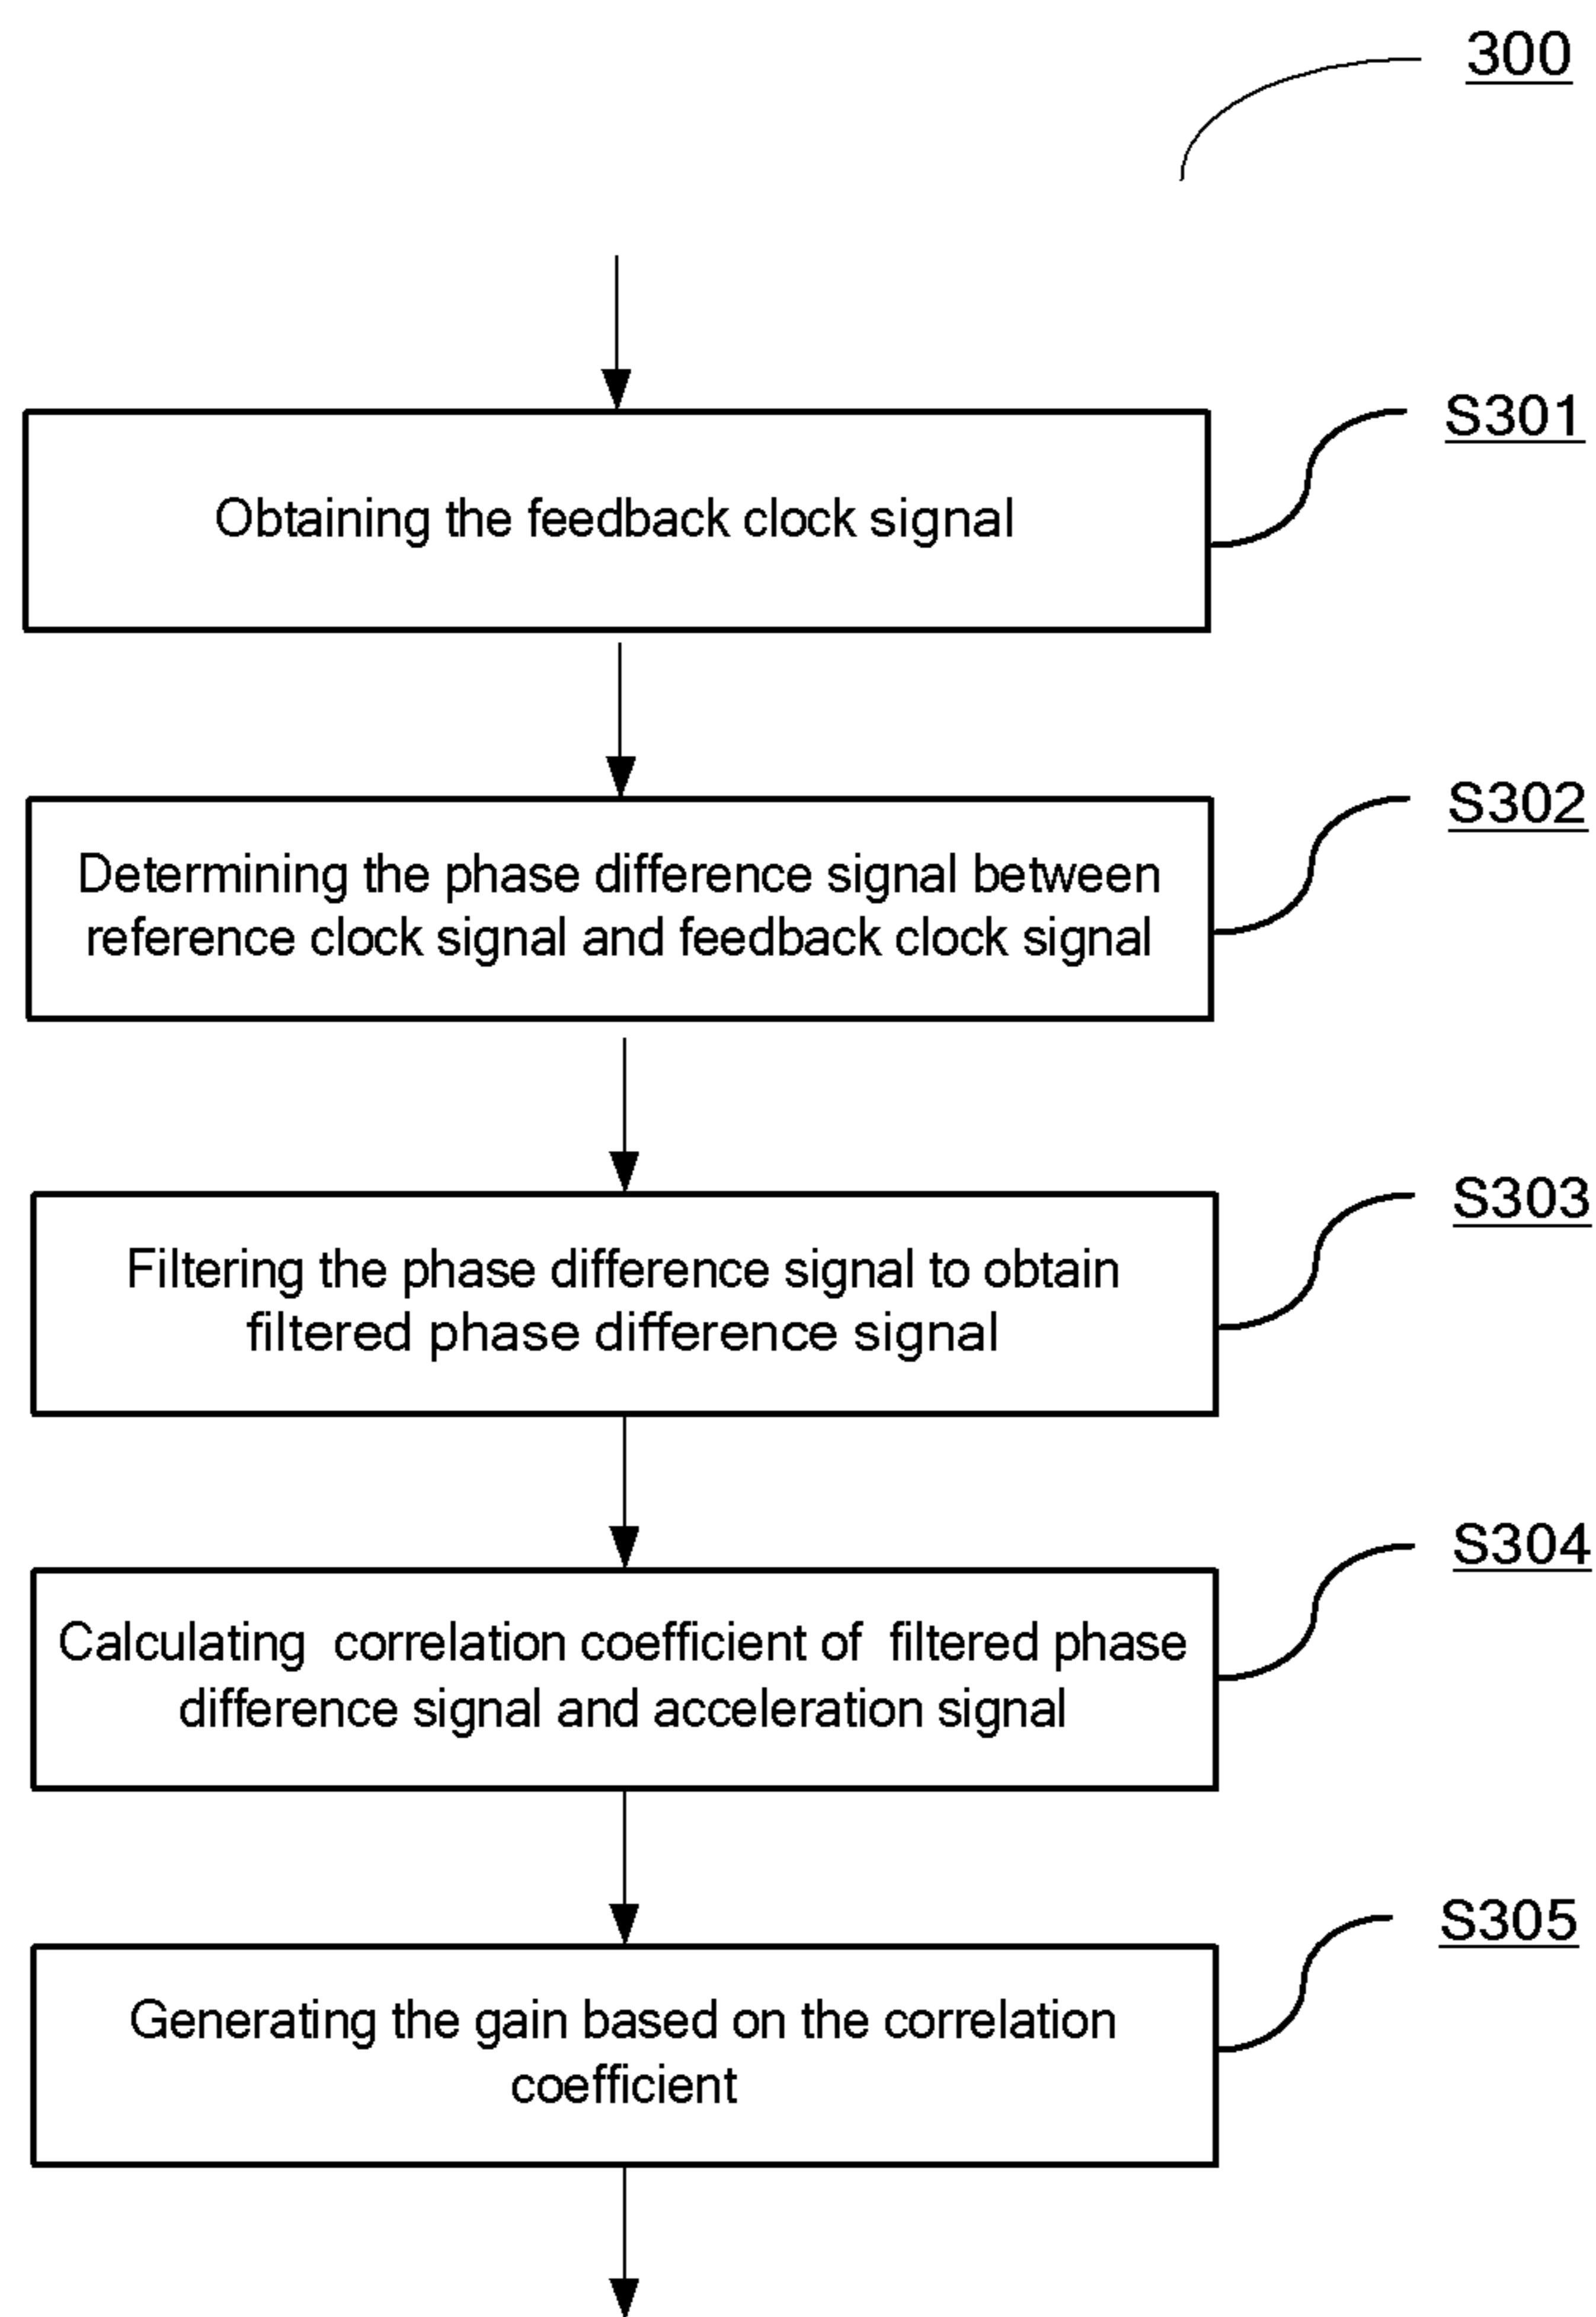 300
S301
Obtaining the feedback clock signal
S302
Determining the phase difference signal between
reference clock signal and feedback clock signal
S303
Filtering the phase difference signal to obtain
filtered phase difference signal
S304
Calculating correlation coefficient of filtered phase
difference signal and acceleration signal
S305
Generating the gain based on the correlation
coefficient